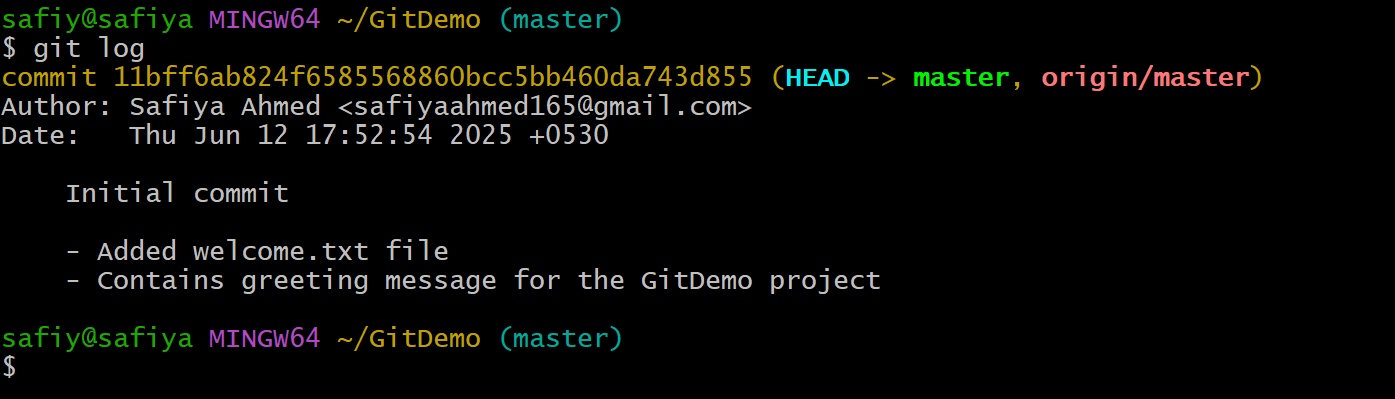 safiy@safiya MINGW64 ~/GitDemo (master)
$ git log
commit 11bff6ab824f6585568860bcc5bb460da743d855 (HEAD -> master, origin/master)
Author: Safiya Ahmed <safiyaahmed165@gmail.com>
Date:   Thu Jun 12 17:52:54 2025 +0530

    Initial commit

    - Added welcome.txt file
    - Contains greeting message for the GitDemo project

safiy@safiya MINGW64 ~/GitDemo (master)
$